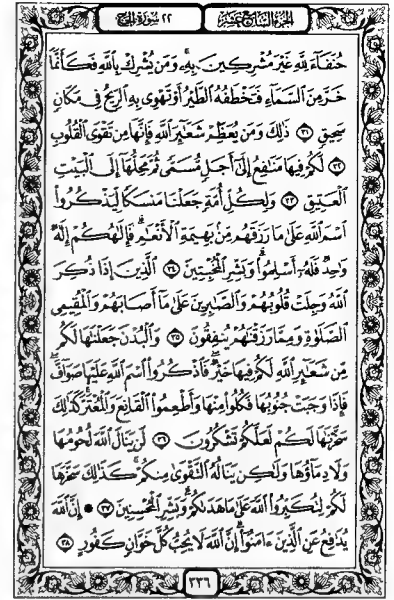 الجزء السابع عشر ٢٢ سورة الحج
حُنَفَآءَ لِلَّهِ غَيْرَ مُشْرِكِينَ بِهِۦ وَمَن يُشْرِكْ بِٱللَّهِ فَكَأَنَّمَا
خَرَّ مِنَ ٱلسَّمَآءِ فَتَخْطَفُهُ ٱلطَّيْرُ أَوْ تَهْوِى بِهِ ٱلرِّيحُ فِى مَكَانٍ
سَحِيقٍ ٣١ ذَٰلِكَ وَمَن يُعَظِّمْ شَعَٰٓئِرَ ٱللَّهِ فَإِنَّهَا مِن تَقْوَى ٱلْقُلُوبِ
٣٢ لَكُمْ فِيهَا مَنَٰفِعُ إِلَىٰٓ أَجَلٍ مُّسَمًّى ثُمَّ مَحِلُّهَآ إِلَى ٱلْبَيْتِ
ٱلْعَتِيقِ ٣٣ وَلِكُلِّ أُمَّةٍ جَعَلْنَا مَنسَكًا لِّيَذْكُرُوا۟
ٱسْمَ ٱللَّهِ عَلَىٰ مَا رَزَقَهُم مِّنۢ بَهِيمَةِ ٱلْأَنْعَٰمِ ۗ فَإِلَٰهُكُمْ إِلَٰهٌ
وَٰحِدٌ فَلَهُۥٓ أَسْلِمُوا۟ ۗ وَبَشِّرِ ٱلْمُخْبِتِينَ ٣٤ ٱلَّذِينَ إِذَا ذُكِرَ
ٱللَّهُ وَجِلَتْ قُلُوبُهُمْ وَٱلصَّٰبِرِينَ عَلَىٰ مَآ أَصَابَهُمْ وَٱلْمُقِيمِى
ٱلصَّلَوٰةِ وَمِمَّا رَزَقْنَٰهُمْ يُنفِقُونَ ٣٥ وَٱلْبُدْنَ جَعَلْنَٰهَا لَكُم
مِّن شَعَٰٓئِرِ ٱللَّهِ لَكُمْ فِيهَا خَيْرٌ ۖ فَٱذْكُرُوا۟ ٱسْمَ ٱللَّهِ عَلَيْهَا صَوَآفَّ ۖ
فَإِذَا وَجَبَتْ جُنُوبُهَا فَكُلُوا۟ مِنْهَا وَأَطْعِمُوا۟ ٱلْقَانِعَ وَٱلْمُعْتَرَّ ۚ كَذَٰلِكَ
سَخَّرْنَٰهَا لَكُمْ لَعَلَّكُمْ تَشْكُرُونَ ٣٦ لَن يَنَالَ ٱللَّهَ لُحُومُهَا
وَلَا دِمَآؤُهَا وَلَٰكِن يَنَالُهُ ٱلتَّقْوَىٰ مِنكُمْ ۚ كَذَٰلِكَ سَخَّرَهَا
لَكُمْ لِتُكَبِّرُوا۟ ٱللَّهَ عَلَىٰ مَا هَدَىٰكُمْ ۗ وَبَشِّرِ ٱلْمُحْسِنِينَ ٣٧ ۞ إِنَّ ٱللَّهَ
يُدَٰفِعُ عَنِ ٱلَّذِينَ ءَامَنُوٓا۟ ۗ إِنَّ ٱللَّهَ لَا يُحِبُّ كُلَّ خَوَّانٍ كَفُورٍ ٣٨
٣٣٦